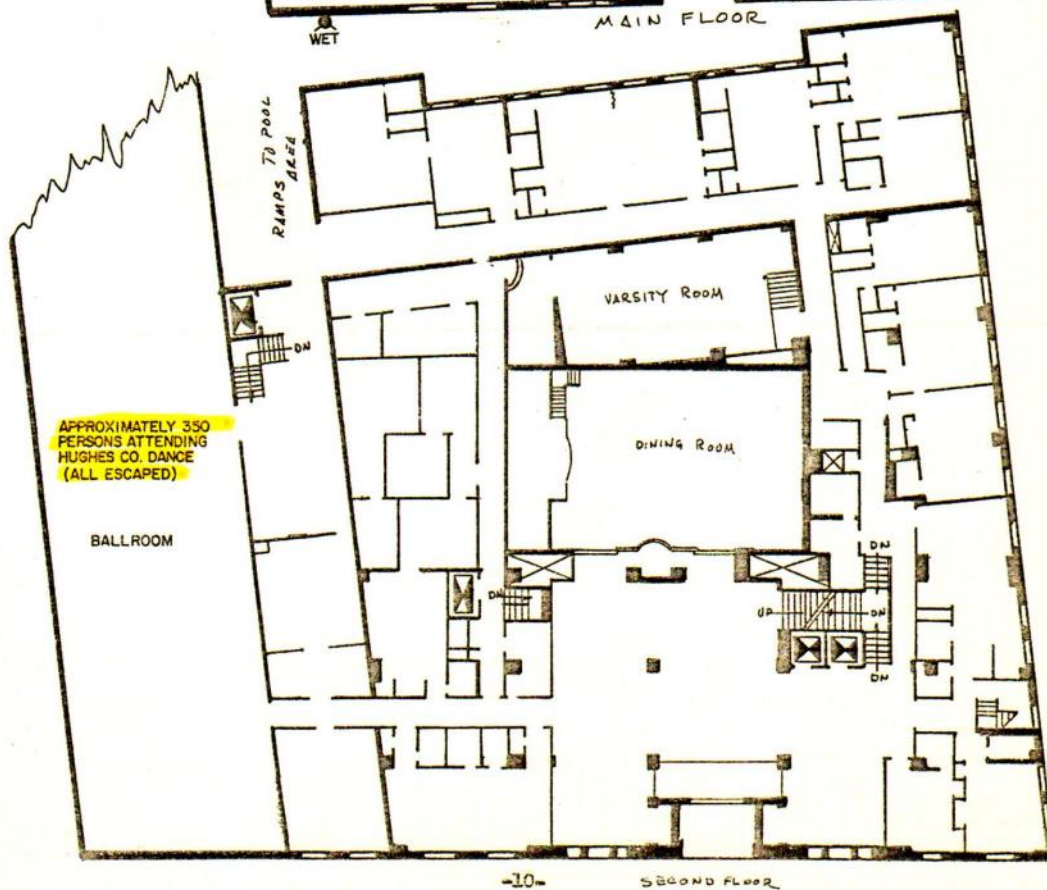 MAIN FLOOR
WET
RAMPS TO POOL
AREA
VARSITY ROOM
DN
DINING ROOM
APPROXIMATELY 350
PERSONS ATTENDING
HUGHES CO. DANCE
(ALL ESCAPED)
BALLROOM
DN
DN
UP
DN
DN
-10-
SECOND FLOOR